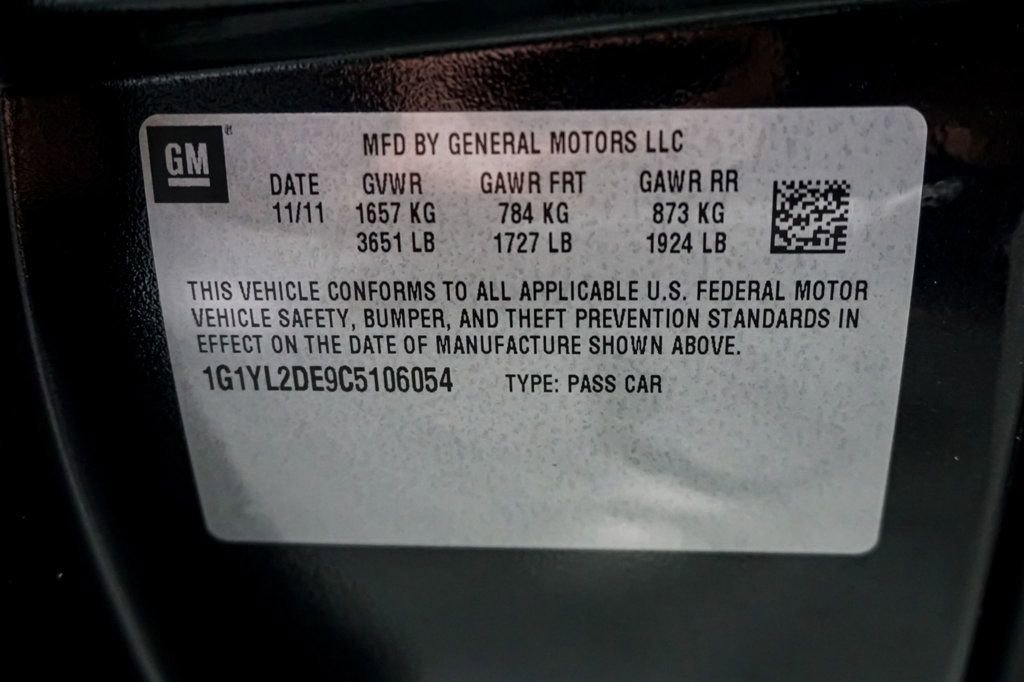 GM
MFD BY GENERAL MOTORS LLC
DATE GVWR GAWR FRT GAWR RR
11/11 1657 KG 784 KG 873 KG
3651 LB 1727 LB 1924 LB
THIS VEHICLE CONFORMS TO ALL APPLICABLE U.S. FEDERAL MOTOR
VEHICLE SAFETY, BUMPER, AND THEFT PREVENTION STANDARDS IN
EFFECT ON THE DATE OF MANUFACTURE SHOWN ABOVE.
1G1YL2DE9C5106054 TYPE: PASS CAR